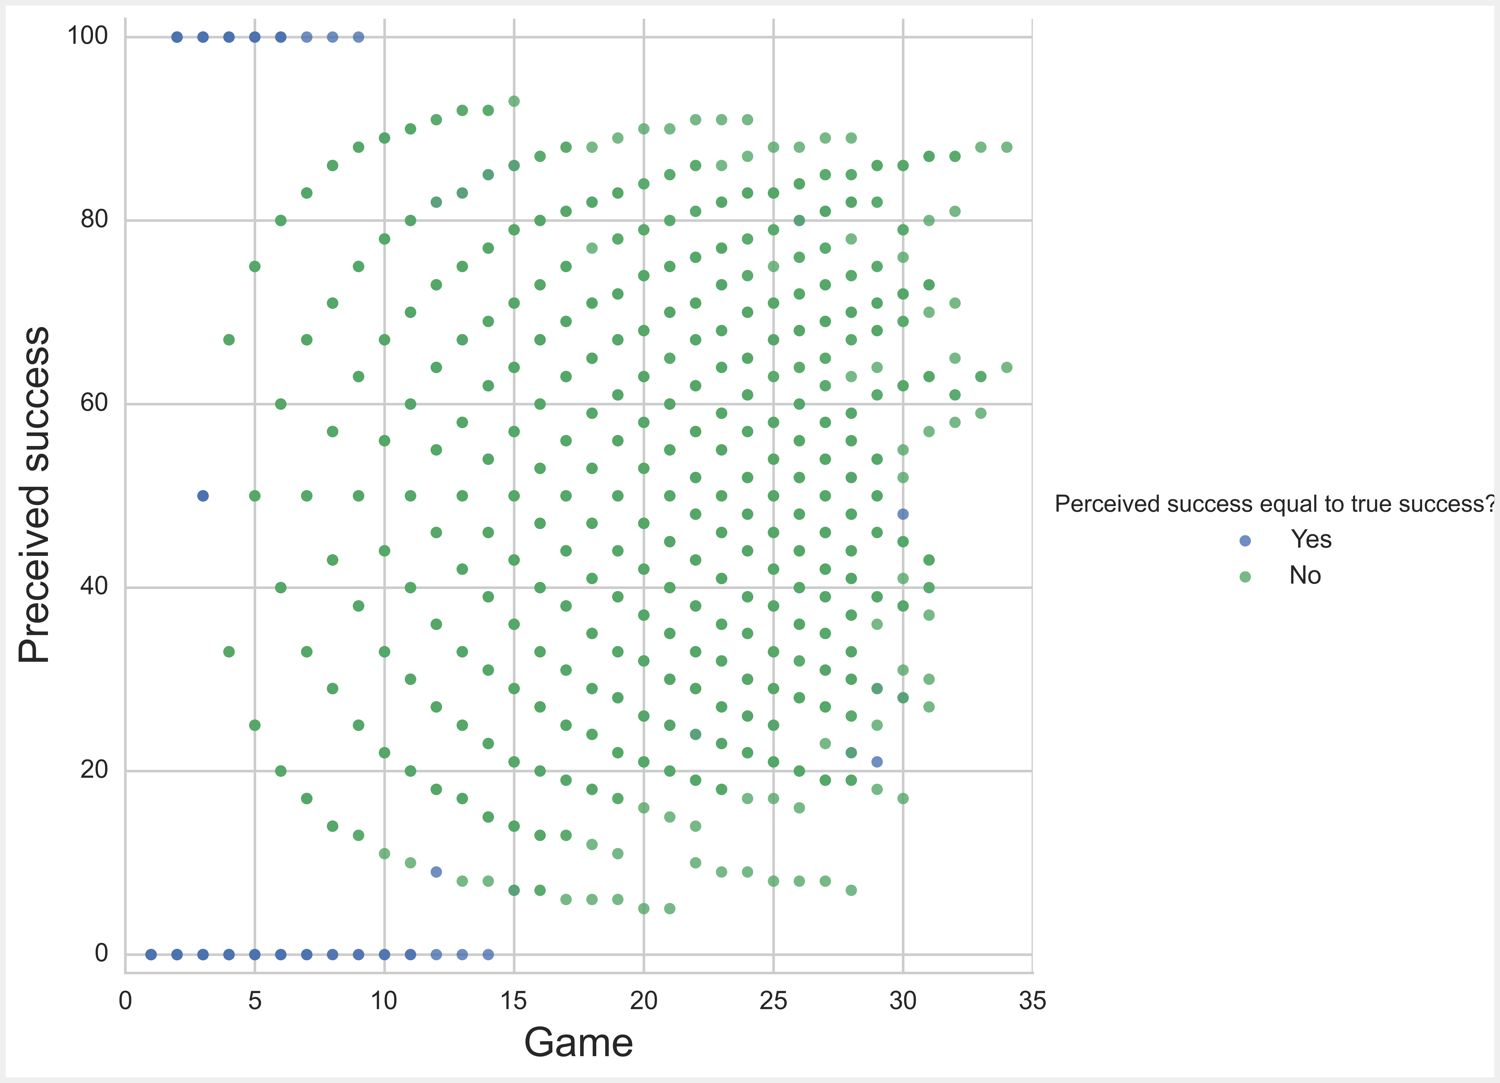 100
80
60
40
20
0
Preceived success
0 5 10 15 20 25 30 35
Game
Perceived success equal to true success?
Yes
No